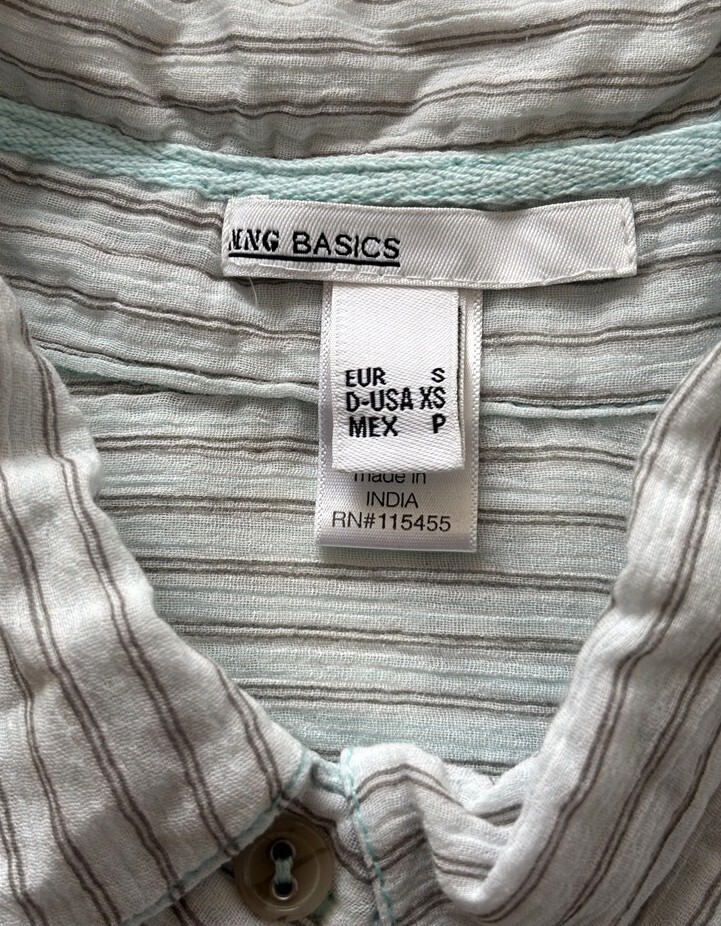 MNG BASICS
EUR S
D-USA XS
MEX P
made in
INDIA
RN#115455